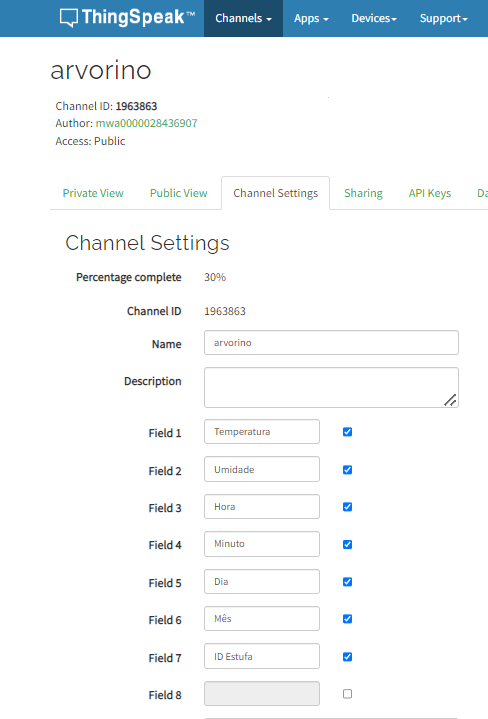 ThingSpeak™ Channels Apps Devices Support
arvorino
Channel ID: 1963863
Author: mwa0000028436907
Access: Public
Private View Public View Channel Settings Sharing API Keys Da
Channel Settings
Percentage complete 30%
Channel ID 1963863
Name arvorino
Description
Field 1 Temperatura
Field 2 Umidade
Field 3 Hora
Field 4 Minuto
Field 5 Dia
Field 6 Mês
Field 7 ID Estufa
Field 8